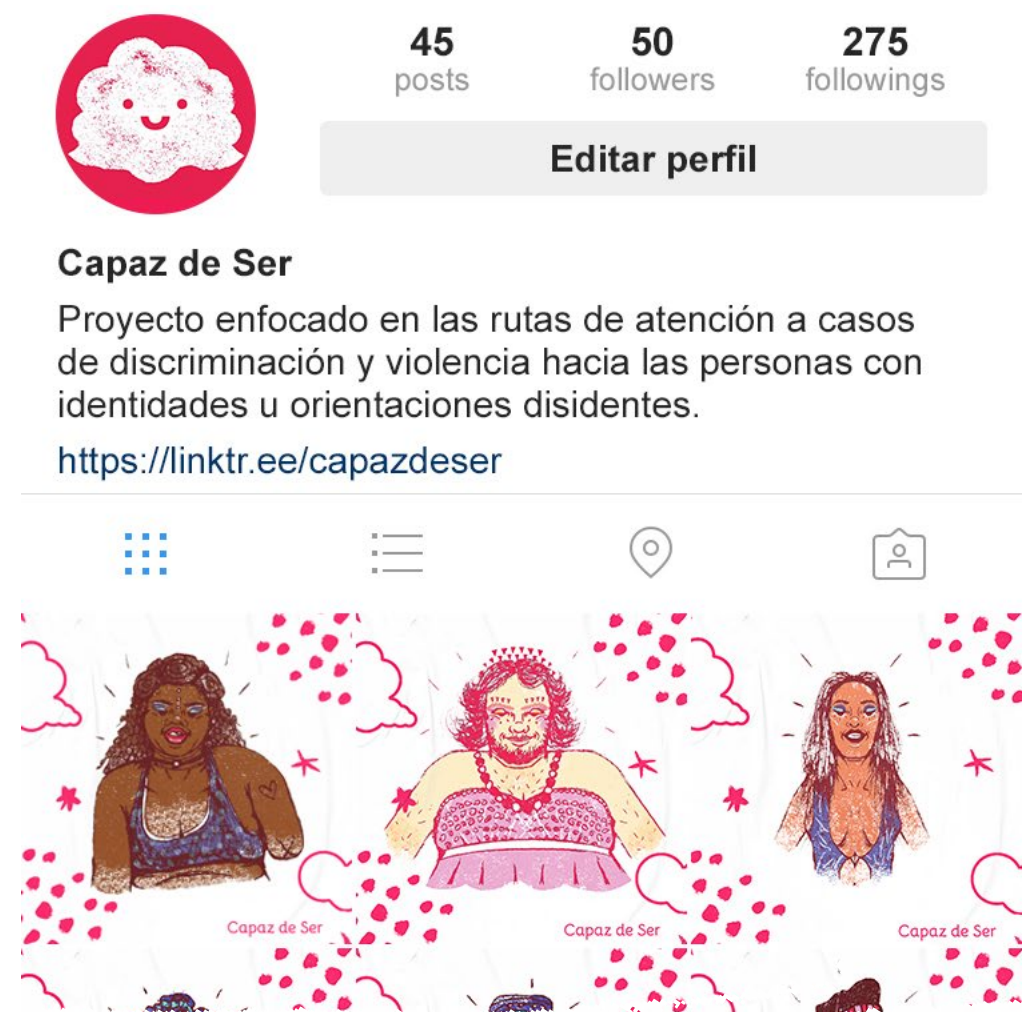 45 50 275
posts followers followings
Editar perfil
Capaz de Ser
Proyecto enfocado en las rutas de atención a casos
de discriminación y violencia hacia las personas con
identidades u orientaciones disidentes.
https://linktr.ee/capazdeser
Capaz de Ser
Capaz de Ser
Capaz de Ser